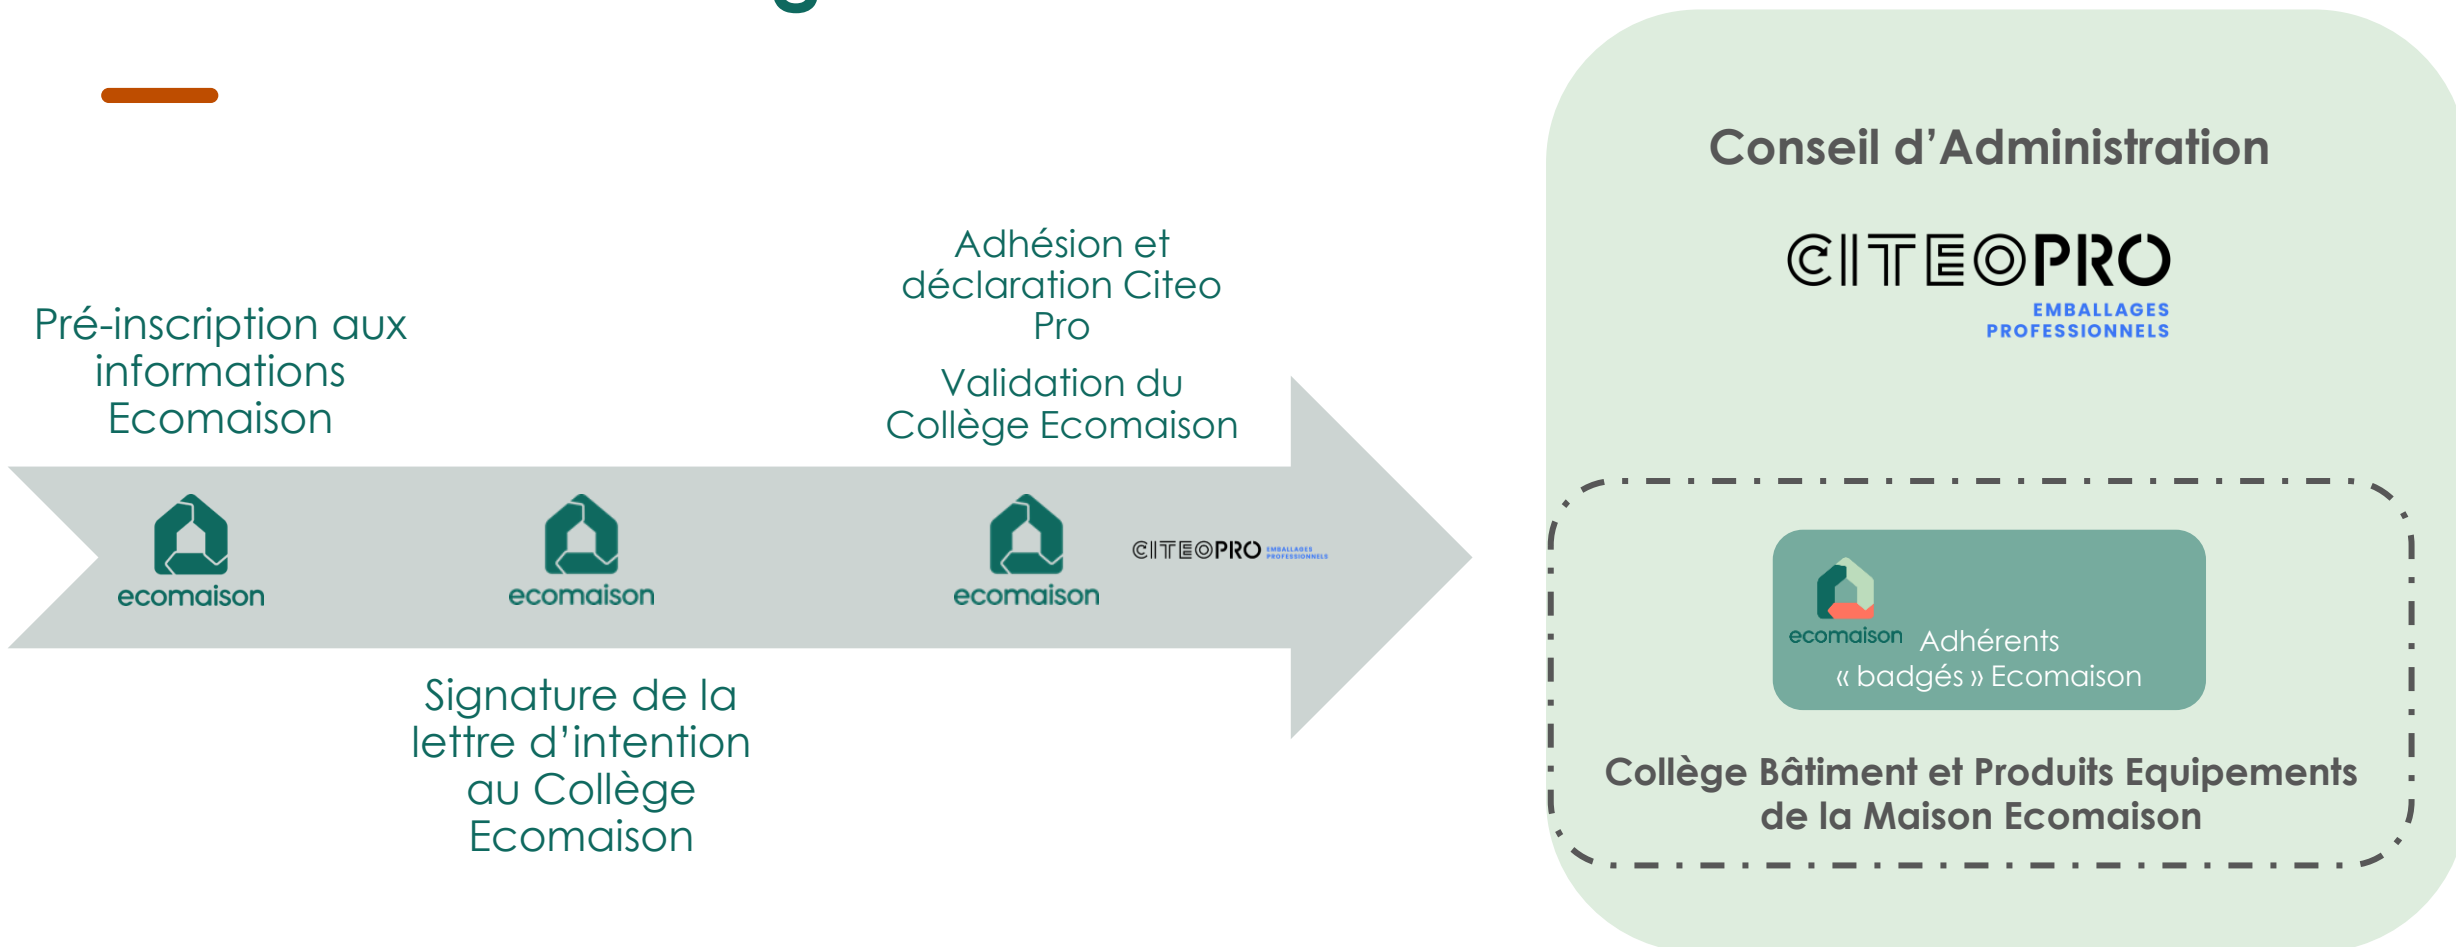 Pré-inscription aux
informations
Ecomaison
Signature de la
lettre d’intention
au Collège
Ecomaison
Adhésion et
déclaration Citeo
Pro
Validation du
Collège Ecomaison
ecomaison
ecomaison
ecomaison
CITEOPRO EMBALLAGES
PROFESSIONNELS
Conseil d’Administration
CITEOPRO
EMBALLAGES
PROFESSIONNELS
ecomaison
Adhérents
« badgés » Ecomaison
Collège Bâtiment et Produits Equipements
de la Maison Ecomaison